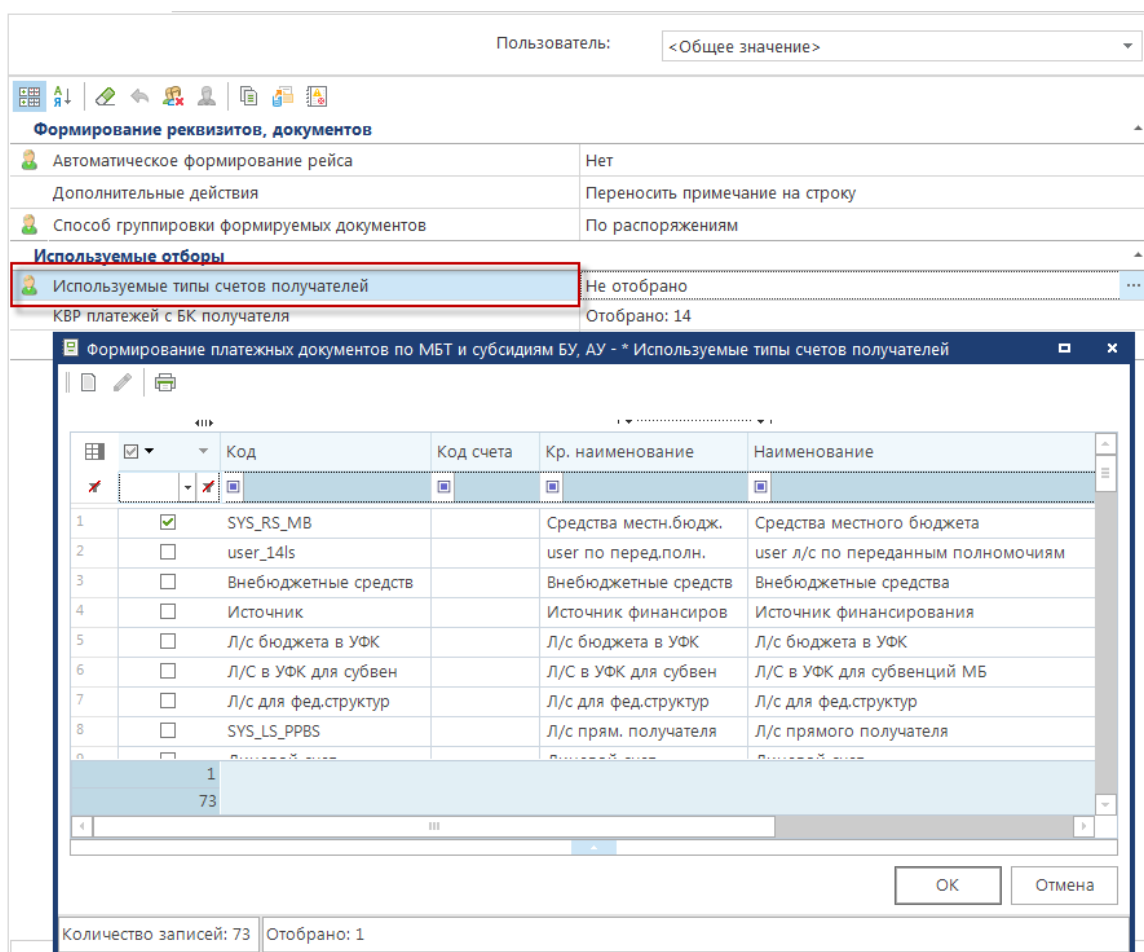 Пользователь: <Общее значение>
Формирование реквизитов, документов
Автоматическое формирование рейса Нет
Дополнительные действия Переносить примечание на строку
Способ группировки формируемых документов По распоряжениям
Используемые отборы
Используемые типы счетов получателей Не отобрано ...
КВР платежей с БК получателя Отобрано: 14
Формирование платежных документов по МБТ и субсидиям БУ, АУ - * Используемые типы счетов получателей
Код Код счета Кр. наименование Наименование
1 SYS_RS_MB Средства местн.бюдж. Средства местного бюджета
2 user_14ls user по перед.полн. user л/с по переданным полномочиям
3 Внебюджетные средств Внебюджетные средств Внебюджетные средства
4 Источник Источник финансиров Источник финансирования
5 Л/с бюджета в УФК Л/с бюджета в УФК Л/с бюджета в УФК
6 Л/С в УФК для субвен Л/С в УФК для субвен Л/С в УФК для субвенций МБ
7 Л/с для фед.структур Л/с для фед.структур Л/с для фед.структур
8 SYS_LS_PPBS Л/с прям. получателя Л/с прямого получателя
1
73
ОК Отмена
Количество записей: 73 Отобрано: 1